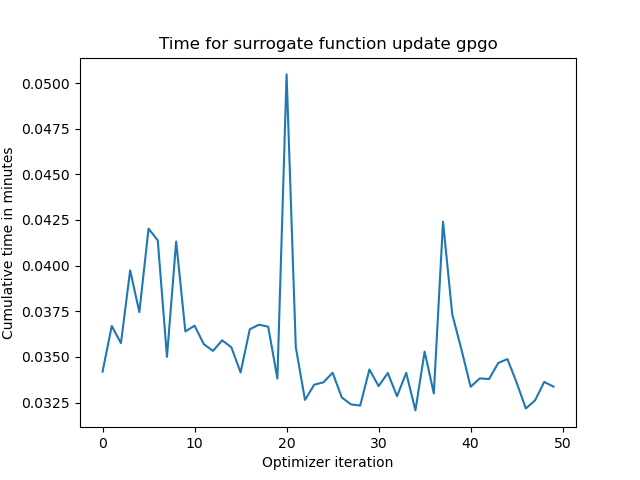 Time for surrogate function update gpgo
Cumulative time in minutes
0.0500
0.0475
0.0450
0.0425
0.0400
0.0375
0.0350
0.0325
0 10 20 30 40 50
Optimizer iteration